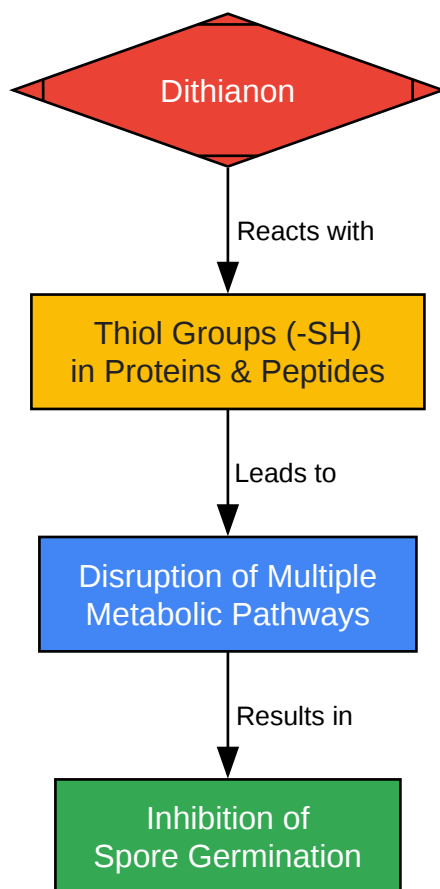 Dithianon
Reacts with
Thiol Groups (-SH)
in Proteins & Peptides
Leads to
Disruption of Multiple
Metabolic Pathways
Results in
Inhibition of
Spore Germination